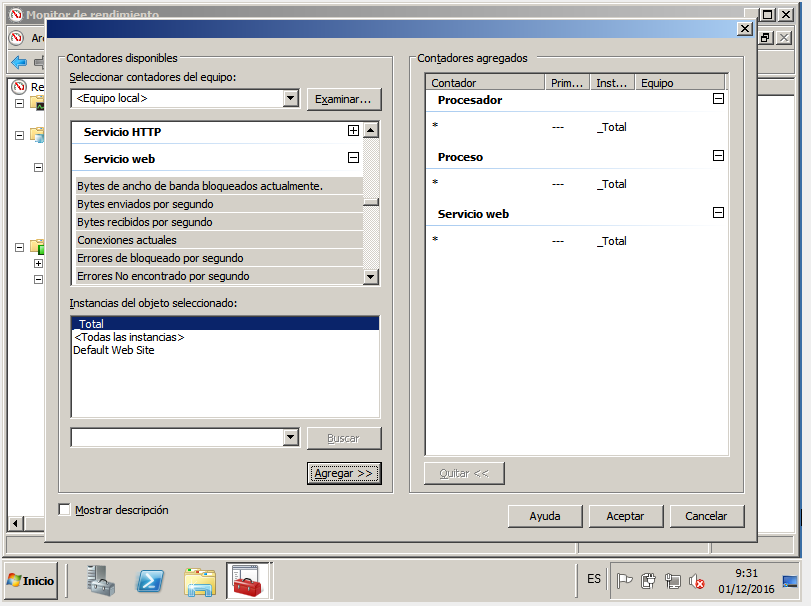 Monitor de rendimiento
Ar
Re
Contadores disponibles
Seleccionar contadores del equipo:
<Equipo local>
Examinar...
Servicio HTTP
Servicio web
Bytes de ancho de banda bloqueados actualmente.
Bytes enviados por segundo
Bytes recibidos por segundo
Conexiones actuales
Errores de bloqueado por segundo
Errores No encontrado por segundo
Instancias del objeto seleccionado:
_Total
<Todas las instancias>
Default Web Site
Buscar
Agregar >>
Mostrar descripción
Contadores agregados
Contador Prim... Inst... Equipo
Procesador
* --- _Total
Proceso
* --- _Total
Servicio web
* --- _Total
Quitar <<
Ayuda Aceptar Cancelar
Inicio
ES
9:31
01/12/2016